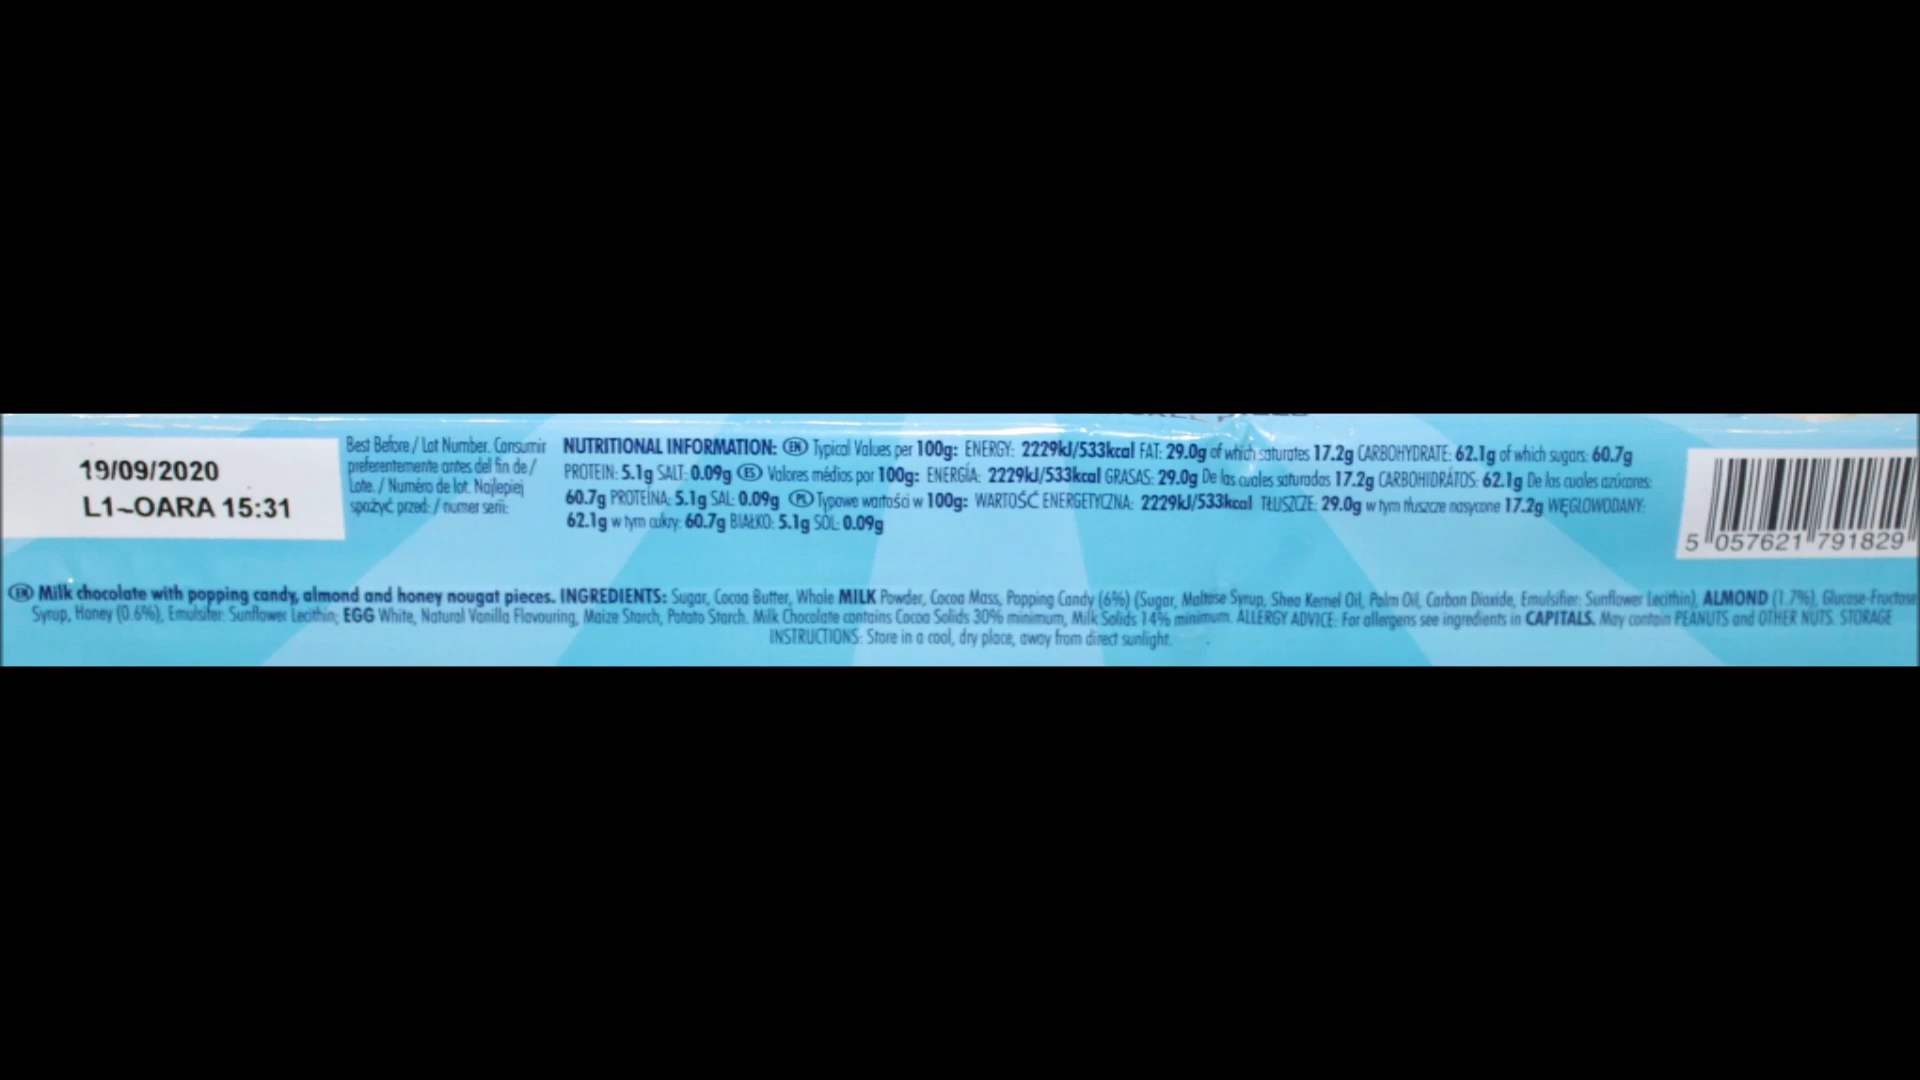 19/09/2020
L1~OARA 15:31
Best Before / Lot Number. Consumir
preferentemente antes del fin de /
Lote. / Numéro de lot. Najlepiej
spożyć przed: / numer serii:
NUTRITIONAL INFORMATION: EN Typical Values per 100g: ENERGY: 2229kJ/533kcal FAT: 29.0g of which saturates 17.2g CARBOHYDRATE: 62.1g of which sugars: 60.7g
PROTEIN: 5.1g SALT: 0.09g ES Valores médios por 100g: ENERGÍA: 2229kJ/533kcal GRASAS: 29.0g De las cuales saturadas 17.2g CARBOHIDRÁTOS: 62.1g De los cuales azúcares:
60.7g PROTEÍNA: 5.1g SAL: 0.09g PL Typowe wartości w 100g: WARTOŚĆ ENERGETYCZNA: 2229kJ/533kcal TŁUSZCZE: 29.0g w tym tłuszcze nasycone 17.2g WĘGLOWODANY:
62.1g w tym cukry: 60.7g BIAŁKO: 5.1g SÓL: 0.09g
5 057621 791829
EN Milk chocolate with popping candy, almond and honey nougat pieces. INGREDIENTS: Sugar, Cocoa Butter, Whole MILK Powder, Cocoa Mass, Popping Candy (6%) (Sugar, Maltose Syrup, Shea Kernel Oil, Palm Oil, Carbon Dioxide, Emulsifier: Sunflower Lecithin), ALMOND (1.7%), Glucose-Fructose
Syrup, Honey (0.6%), Emulsifer: Sunflower Lecithin, EGG White, Natural Vanilla Flavouring, Maize Starch, Potato Starch. Milk Chocolate contains Cocoa Solids 30% minimum, Milk Solids 14% minimum. ALLERGY ADVICE: For allergens see ingredients in CAPITALS. May contain PEANUTS and OTHER NUTS. STORAGE
INSTRUCTIONS: Store in a cool, dry place, away from direct sunlight.